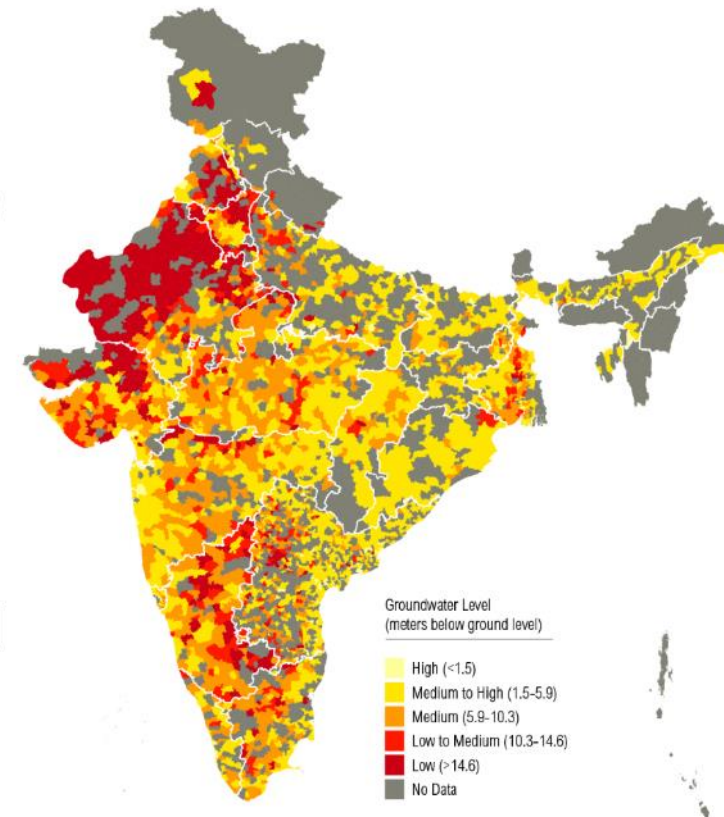 Groundwater Level
(meters below ground level)
High (<1.5)
Medium to High (1.5-5.9)
Medium (5.9-10.3)
Low to Medium (10.3-14.6)
Low (>14.6)
No Data